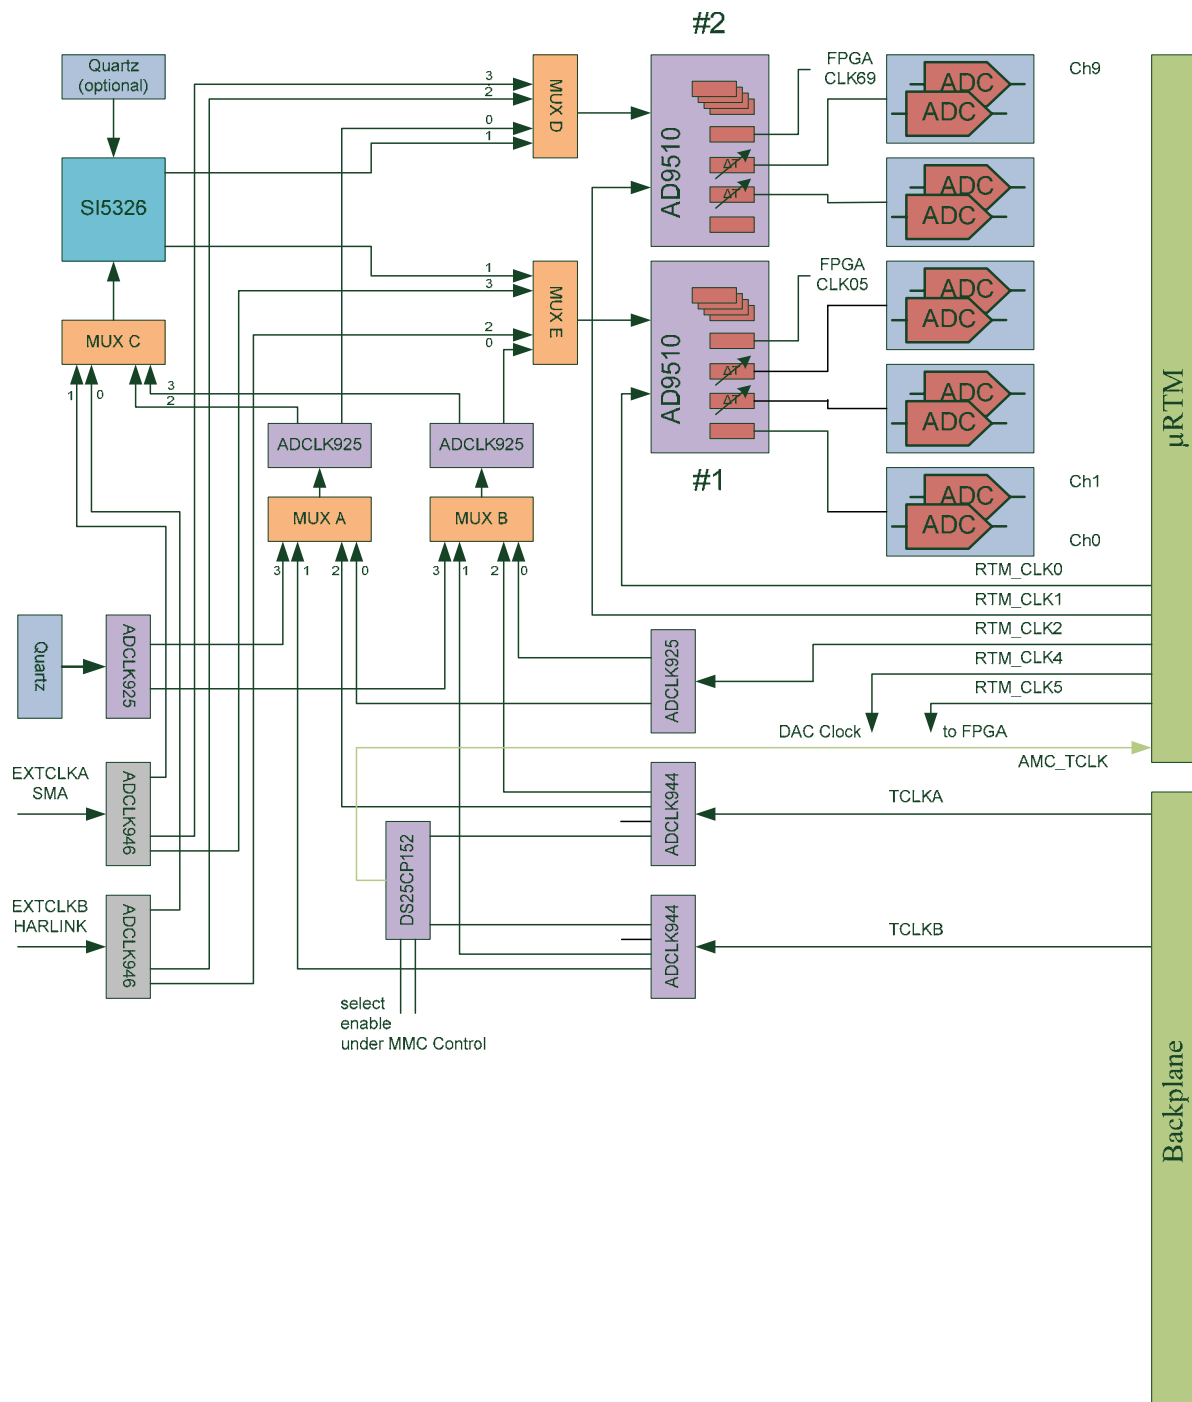 #2
Quartz
(optional)
3
2
0
1
MUX D
AD9510
ΔT
ΔT
FPGA
CLK69
ADC
ADC
Ch9
ADC
ADC
SI5326
1
3
2
0
MUX E
AD9510
ΔT
ΔT
FPGA
CLK05
ADC
ADC
ADC
ADC
MUX C
1
0
3
2
ADCLK925
ADCLK925
#1
ADC
ADC
Ch1
Ch0
µRTM
MUX A
MUX B
3
1
2
0
3
1
2
0
RTM_CLK0
RTM_CLK1
RTM_CLK2
RTM_CLK4
RTM_CLK5
Quartz
ADCLK925
ADCLK925
DAC Clock
to FPGA
AMC_TCLK
EXTCLKA
SMA
ADCLK946
DS25CP152
ADCLK944
TCLKA
EXTCLKB
HARLINK
ADCLK946
ADCLK944
TCLKB
select
enable
under MMC Control
Backplane